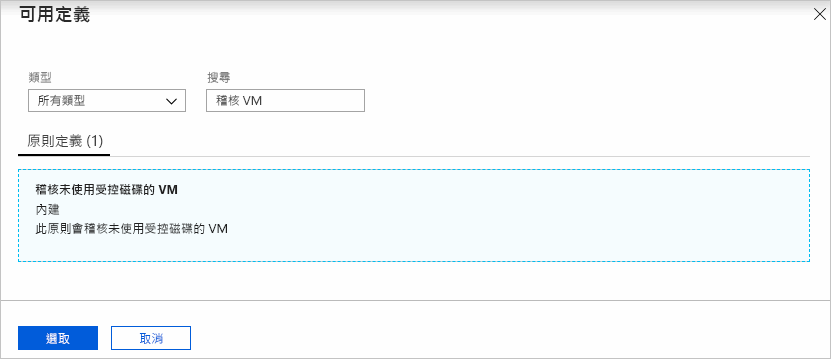 可用定義
類型
搜尋
所有類型
稽核 VM
原則定義 (1)
稽核未使用受控磁碟的 VM
內建
此原則會稽核未使用受控磁碟的 VM
選取
取消